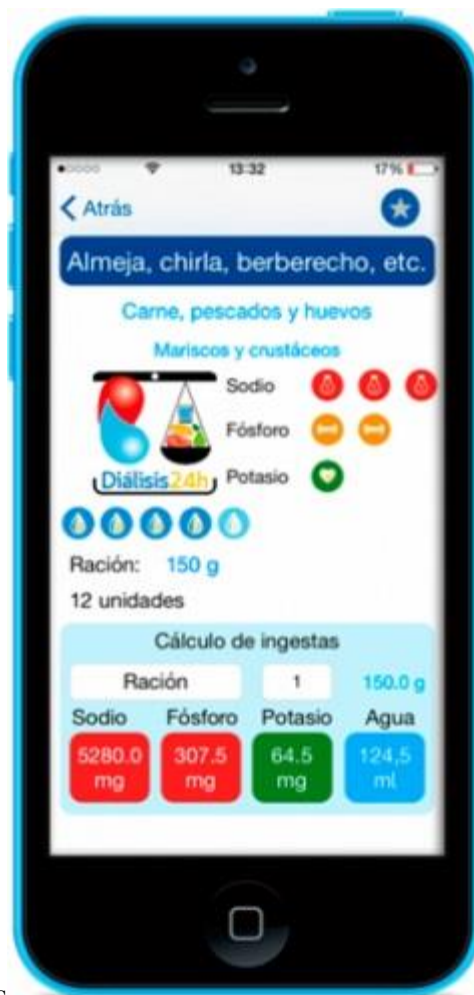 13:32 17%
Atrás
Almeja, chirla, berberecho, etc.
Carne, pescados y huevos
Mariscos y crustáceos
Sodio
Fósforo
Potasio
Diálisis24h
Ración: 150 g
12 unidades
Cálculo de ingestas
Ración 1 150.0 g
Sodio Fósforo Potasio Agua
5280.0 307.5 64.5 124,5
mg mg mg ml